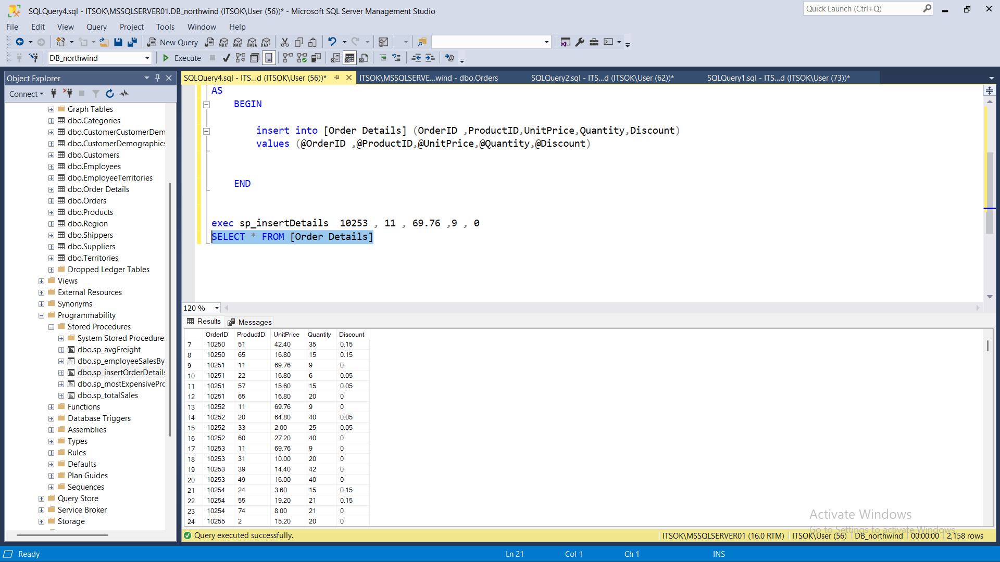 SQLQuery4.sql - ITSOK\MSSQLSERVER01.DB_northwind (ITSOK\User (56))* - Microsoft SQL Server Management Studio
Quick Launch (Ctrl+Q)
File Edit View Query Project Tools Window Help
New Query MDX DMX XMLA DAX
DB_northwind Execute
Object Explorer
Connect
Graph Tables
dbo.Categories
dbo.CustomerCustomerDem
dbo.CustomerDemographics
dbo.Customers
dbo.Employees
dbo.EmployeeTerritories
dbo.Order Details
dbo.Orders
dbo.Products
dbo.Region
dbo.Shippers
dbo.Suppliers
dbo.Territories
Dropped Ledger Tables
Views
External Resources
Synonyms
Programmability
Stored Procedures
System Stored Procedure
dbo.sp_avgFreight
dbo.sp_employeeSalesBy
dbo.sp_insertOrderDetails
dbo.sp_mostExpensivePro
dbo.sp_totalSales
Functions
Database Triggers
Assemblies
Types
Rules
Defaults
Plan Guides
Sequences
Query Store
Service Broker
Storage
SQLQuery4.sql - ITS...d (ITSOK\User (56))* ITSOK\MSSQLSERVE...wind - dbo.Orders SQLQuery2.sql - ITS...d (ITSOK\User (62))* SQLQuery1.sql - ITS...d (ITSOK\User (73))*
AS
BEGIN
insert into [Order Details] (OrderID ,ProductID,UnitPrice,Quantity,Discount)
values (@OrderID ,@ProductID,@UnitPrice,@Quantity,@Discount)
END
exec sp_insertDetails 10253 , 11 , 69.76 ,9 , 0
SELECT * FROM [Order Details]
120 %
Results Messages
OrderID ProductID UnitPrice Quantity Discount
7 10250 51 42.40 35 0.15
8 10250 65 16.80 15 0.15
9 10251 11 69.76 9 0
10 10251 22 16.80 6 0.05
11 10251 57 15.60 15 0.05
12 10251 65 16.80 20 0
13 10252 11 69.76 9 0
14 10252 20 64.80 40 0.05
15 10252 33 2.00 25 0.05
16 10252 60 27.20 40 0
17 10253 11 69.76 9 0
18 10253 31 10.00 20 0
19 10253 39 14.40 42 0
20 10253 49 16.00 40 0
21 10254 24 3.60 15 0.15
22 10254 55 19.20 21 0.15
23 10254 74 8.00 21 0
24 10255 2 15.20 20 0
Activate Windows
Go to Settings to activate Windows.
Query executed successfully. ITSOK\MSSQLSERVER01 (16.0 RTM) ITSOK\User (56) DB_northwind 00:00:00 2,158 rows
Ready Ln 21 Col 1 Ch 1 INS